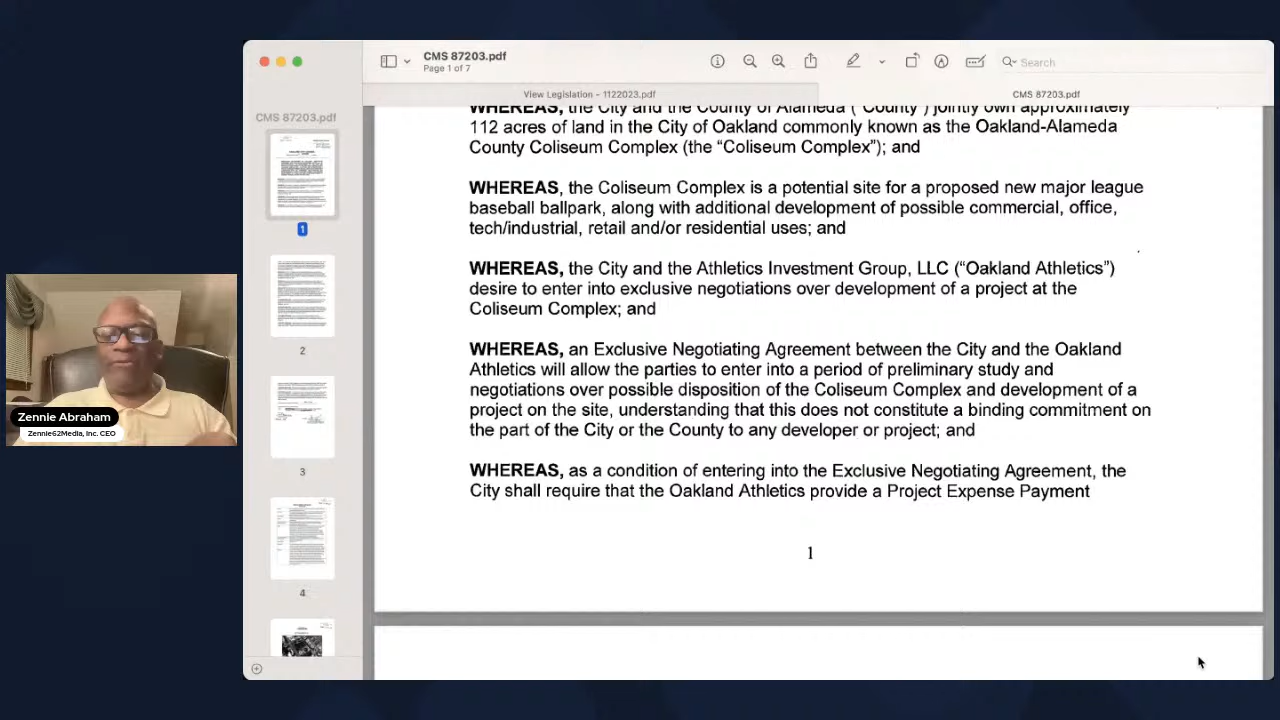 CMS 87203.pdf
Page 1 of 7
Search
View Legislation - 1122023.pdf
CMS 87203.pdf
CMS 87203.pdf
1
2
3
4
WHEREAS, the City and the County of Alameda ("County") jointly own approximately
112 acres of land in the City of Oakland commonly known as the Oakland-Alameda
County Coliseum Complex (the “Coliseum Complex”); and
WHEREAS, the Coliseum Complex is a potential site for a proposed new major league
baseball ballpark, along with additional development of possible commercial, office,
tech/industrial, retail and/or residential uses; and
WHEREAS, the City and the Athletics Investment Group, LLC (“Oakland Athletics”)
desire to enter into exclusive negotiations over development of a project at the
Coliseum Complex; and
WHEREAS, an Exclusive Negotiating Agreement between the City and the Oakland
Athletics will allow the parties to enter into a period of preliminary study and
negotiations for possible disposition of the Coliseum Complex and development of a
project on the site, understanding that this does not constitute a binding commitment on
the part of the City or the County to any developer or project; and
WHEREAS, as a condition of entering into the Exclusive Negotiating Agreement, the
City shall require that the Oakland Athletics provide a Project Expense Payment
1
Zennie Abraham
Zennie62Media, Inc. CEO